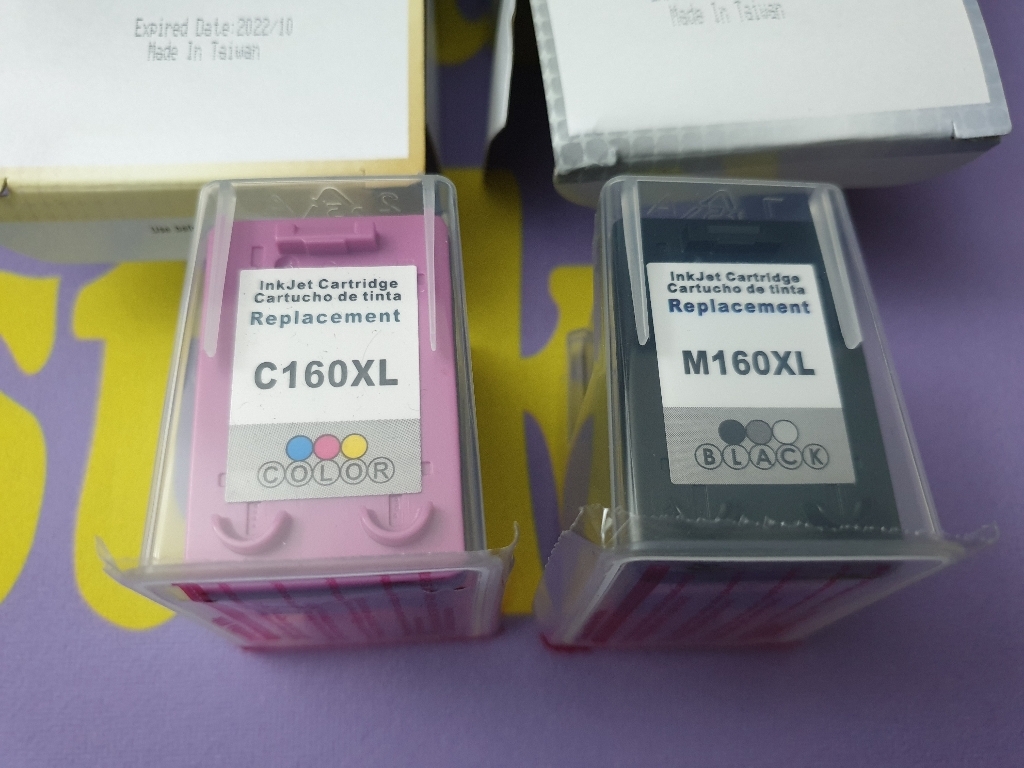 Expired Date:2022/10
Made In Taiwan
Made In Taiwan
InkJet Cartridge
Cartucho de tinta
Replacement
C160XL
COLOR
InkJet Cartridge
Cartucho de tinta
Replacement
M160XL
BLACK